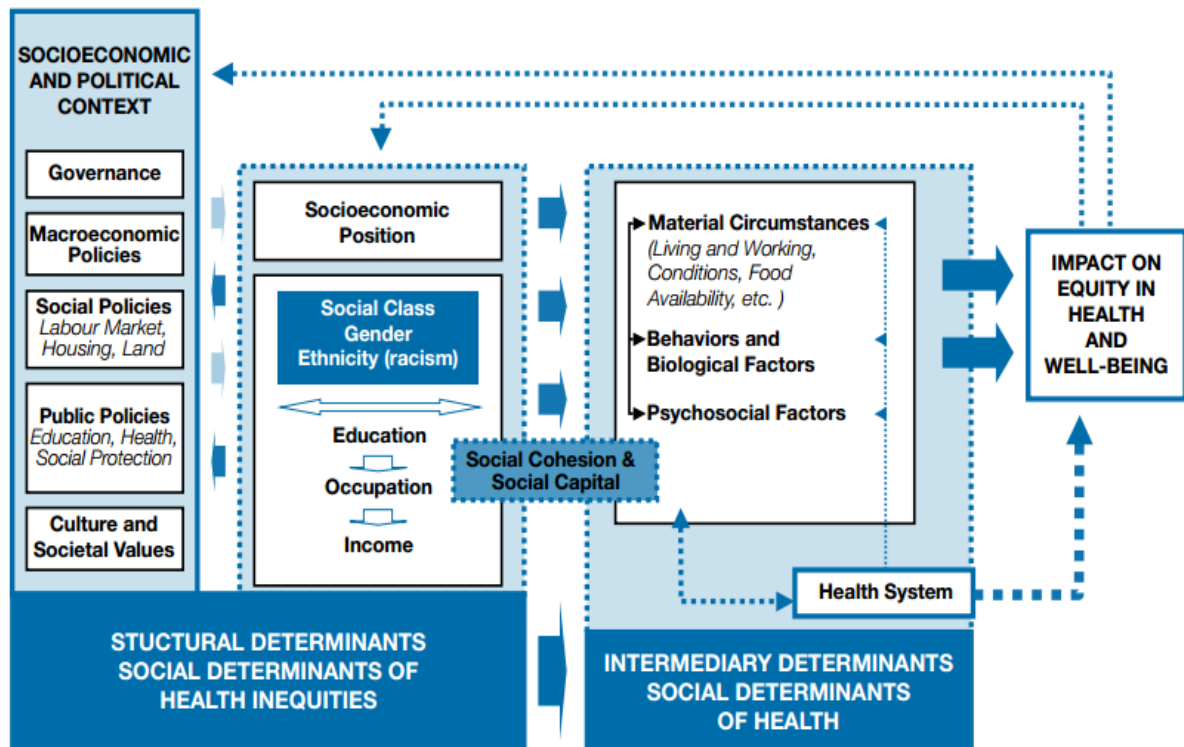 SOCIOECONOMIC
AND POLITICAL
CONTEXT
Governance
Macroeconomic
Policies
Social Policies
Labour Market,
Housing, Land
Public Policies
Education, Health,
Social Protection
Culture and
Societal Values
Socioeconomic
Position
Social Class
Gender
Ethnicity (racism)
Education
Occupation
Income
Social Cohesion &
Social Capital
Material Circumstances
(Living and Working,
Conditions, Food
Availability, etc. )
Behaviors and
Biological Factors
Psychosocial Factors
Health System
IMPACT ON
EQUITY IN
HEALTH
AND
WELL-BEING
STUCTURAL DETERMINANTS
SOCIAL DETERMINANTS OF
HEALTH INEQUITIES
INTERMEDIARY DETERMINANTS
SOCIAL DETERMINANTS
OF HEALTH